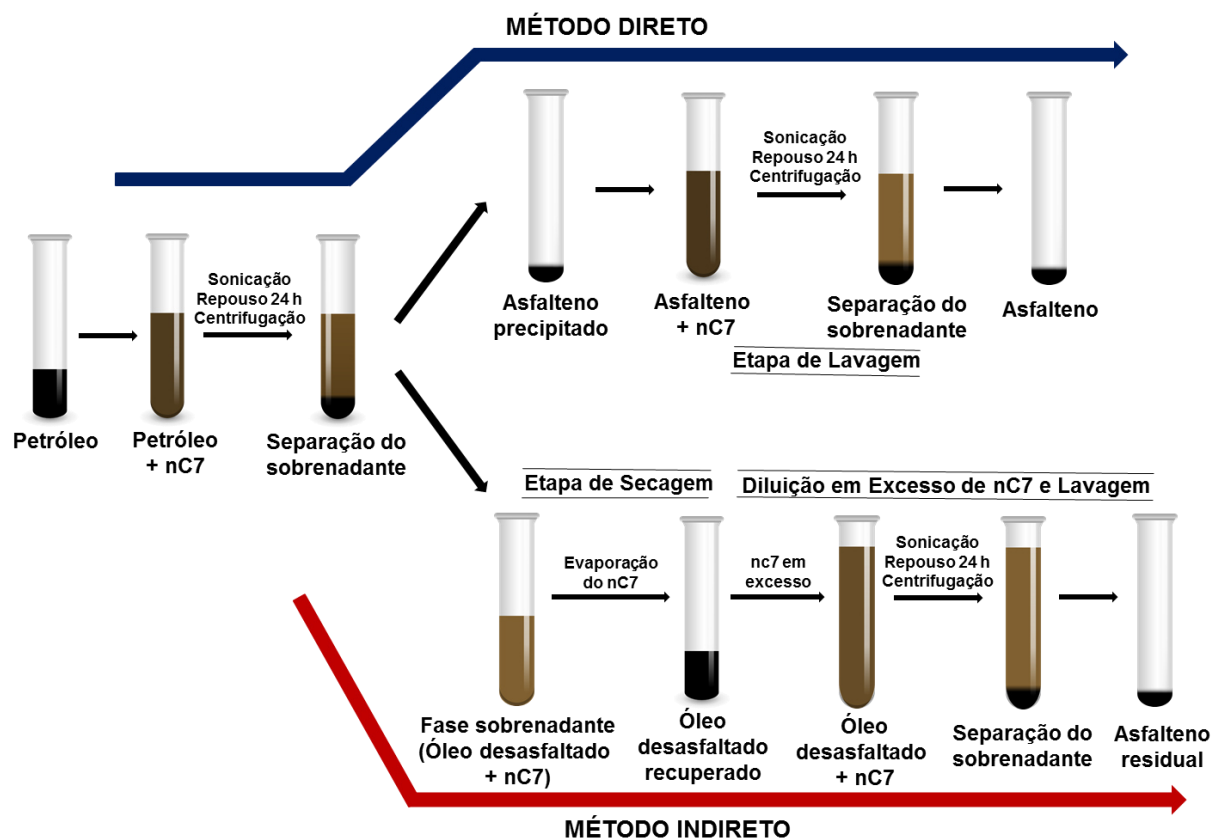 MÉTODO DIRETO
Sonicação
Repouso 24 h
Centrifugação
Petróleo
Petróleo
+ nC7
Separação do
sobrenadante
Asfalteno
precipitado
Asfalteno
+ nC7
Sonicação
Repouso 24 h
Centrifugação
Separação do
sobrenadante
Asfalteno
Etapa de Lavagem
Etapa de Secagem
Diluição em Excesso de nC7 e Lavagem
Evaporação
do nC7
nc7 em
excesso
Sonicação
Repouso 24 h
Centrifugação
Fase sobrenadante
(Óleo desasfaltado
+ nC7)
Óleo
desasfaltado
recuperado
Óleo
desasfaltado
+ nC7
Separação do
sobrenadante
Asfalteno
residual
MÉTODO INDIRETO